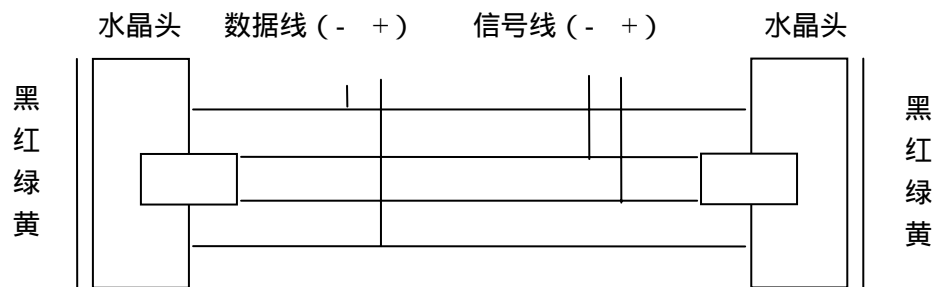 水晶头 数据线(- +) 信号线(- +) 水晶头
黑
红
绿
黄
黑
红
绿
黄